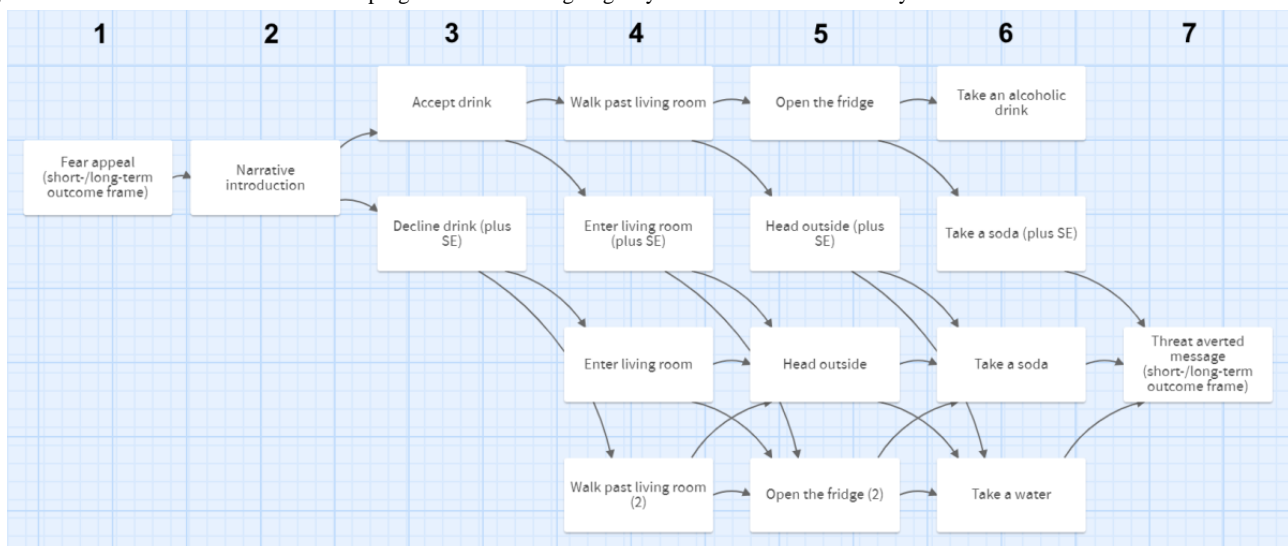 1 2 3 4 5 6 7
Accept drink
Walk past living room
Open the fridge
Take an alcoholic
drink
Fear appeal
(short-/long-term
outcome frame)
Narrative
introduction
Decline drink (plus
SE)
Enter living room
(plus SE)
Head outside (plus
SE)
Take a soda (plus SE)
Enter living room
Head outside
Take a soda
Threat averted
message
(short-/long-term
outcome frame)
Walk past living room
(2)
Open the fridge (2)
Take a water